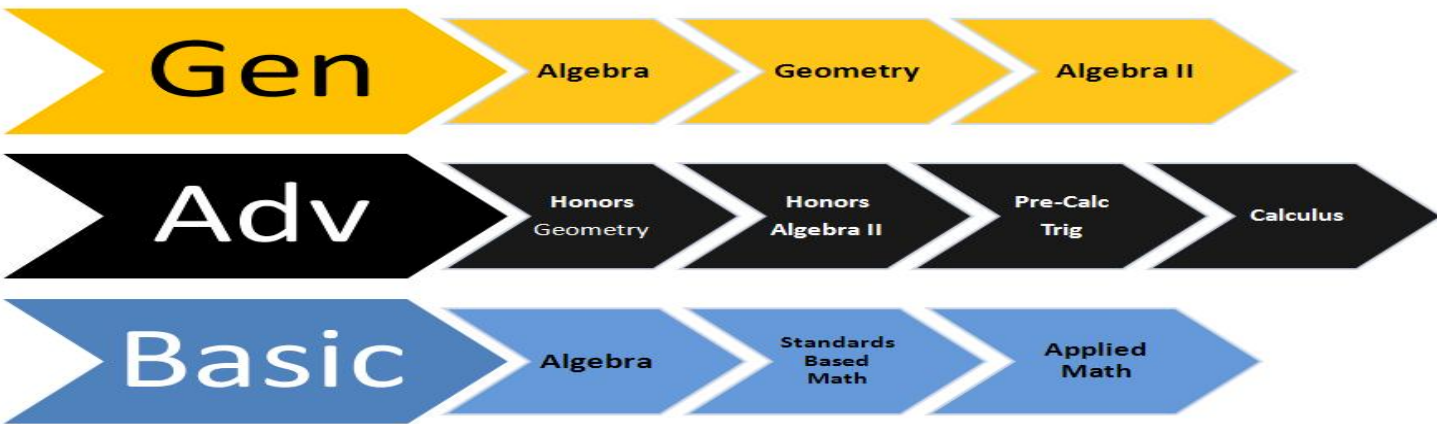 Gen
Algebra
Geometry
Algebra II
Adv
Honors
Geometry
Honors
Algebra II
Pre-Calc
Trig
Calculus
Basic
Algebra
Standards
Based
Math
Applied
Math